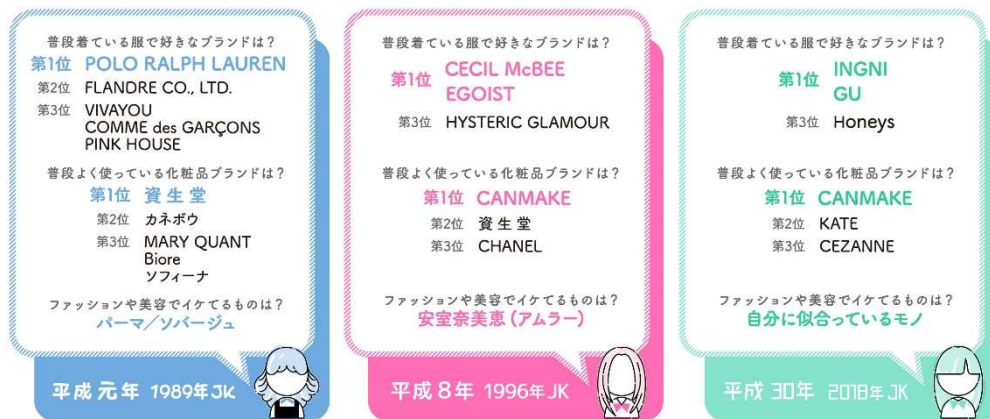 普段着ている服で好きなブランドは？
第1位 POLO RALPH LAUREN
第2位 FLANDRE CO., LTD.
第3位 VIVAYOU
COMME des GARÇONS
PINK HOUSE
普段よく使っている化粧品ブランドは？
第1位 資生堂
第2位 カネボウ
第3位 MARY QUANT
Biore
ソフィーナ
ファッションや美容でイケてるものは？
パーマ／ソバージュ
平成元年 1989年JK
普段着ている服で好きなブランドは？
第1位 CECIL McBEE
EGOIST
第3位 HYSTERIC GLAMOUR
普段よく使っている化粧品ブランドは？
第1位 CANMAKE
第2位 資生堂
第3位 CHANEL
ファッションや美容でイケてるものは？
安室奈美恵（アムラー）
平成8年 1996年JK
普段着ている服で好きなブランドは？
第1位 INGNI
GU
第3位 Honeys
普段よく使っている化粧品ブランドは？
第1位 CANMAKE
第2位 KATE
第3位 CEZANNE
ファッションや美容でイケてるものは？
自分に似合っているモノ
平成30年 2018年JK